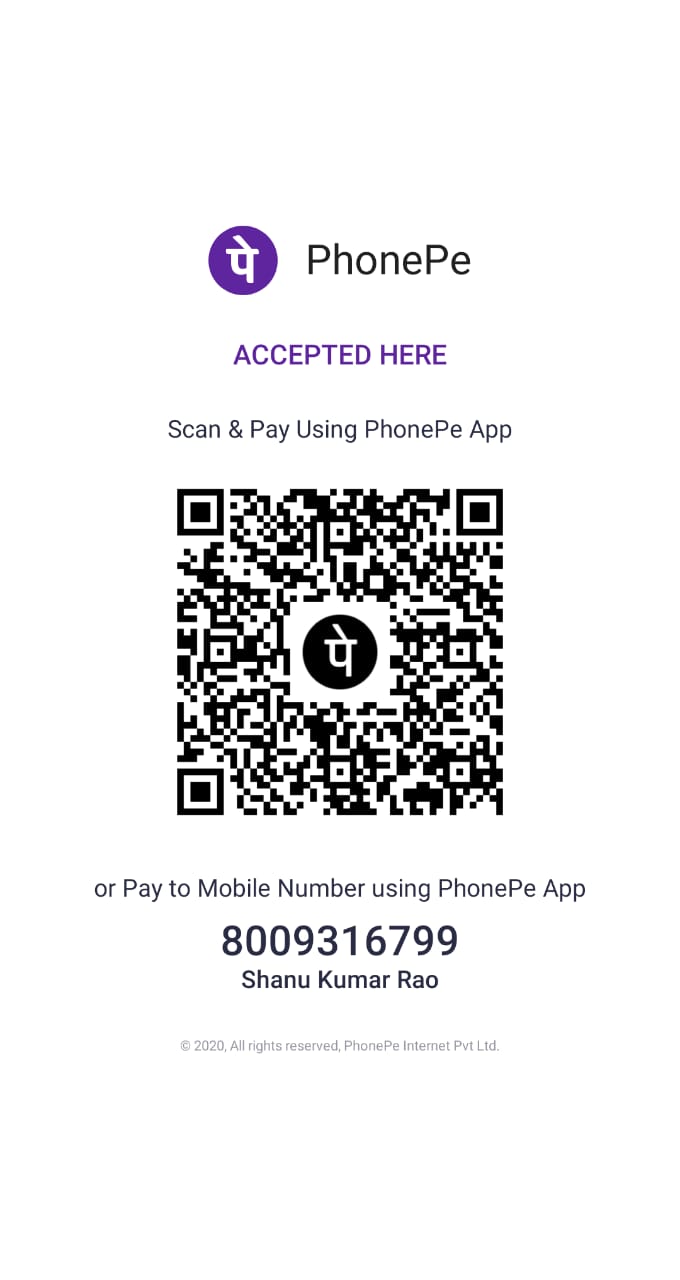 पे PhonePe
ACCEPTED HERE
Scan & Pay Using PhonePe App
पे
or Pay to Mobile Number using PhonePe App
8009316799
Shanu Kumar Rao
© 2020, All rights reserved, PhonePe Internet Pvt Ltd.